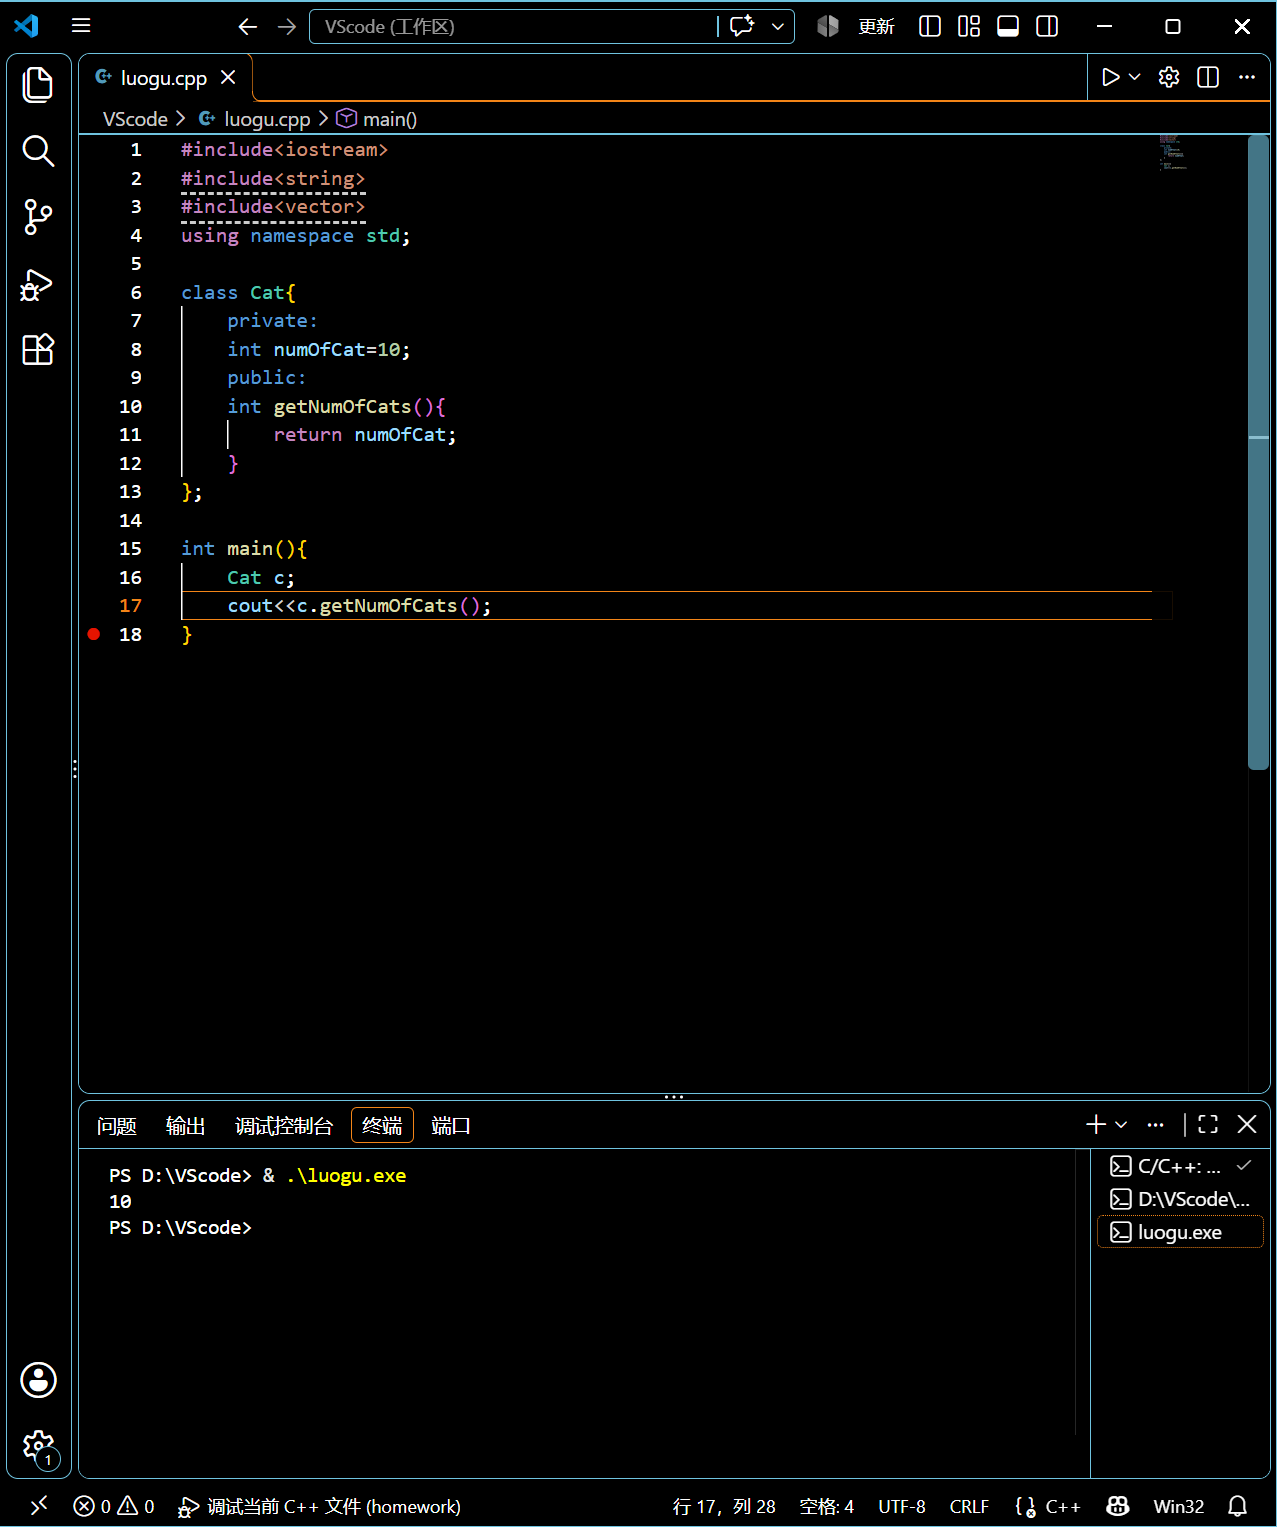 VScode (工作区)
更新
luogu.cpp
VScode > luogu.cpp > main()
1 #include<iostream>
2 #include<string>
3 #include<vector>
4 using namespace std;
5
6 class Cat{
7 private:
8 int numOfCat=10;
9 public:
10 int getNumOfCats(){
11 return numOfCat;
12 }
13 };
14
15 int main(){
16 Cat c;
17 cout<<c.getNumOfCats();
18 }
问题 输出 调试控制台 终端 端口
PS D:\VScode> & .\luogu.exe
10
PS D:\VScode>
C/C++: ...
D:\VScode\...
luogu.exe
1
0 0 调试当前 C++ 文件 (homework) 行 17，列 28 空格: 4 UTF-8 CRLF {} C++ Win32